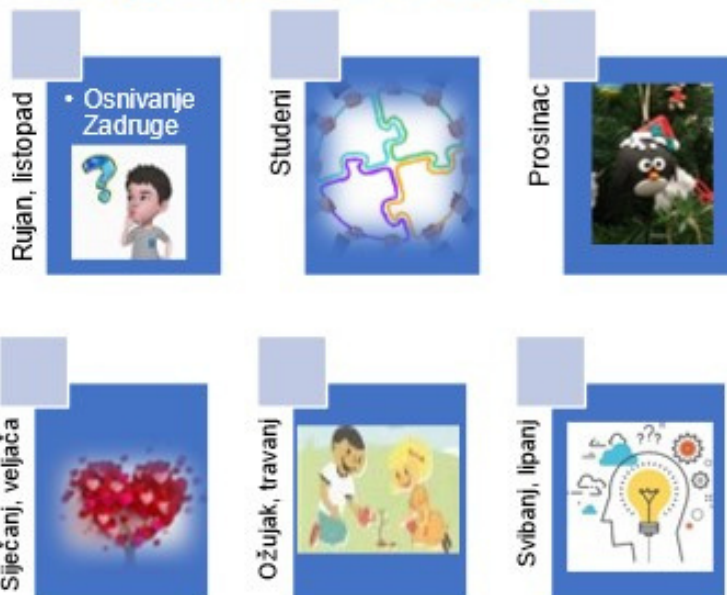 Rujan, listopad
• Osnivanje
Zadruge
Studeni
Prosinac
Siječanj, veljača
Ožujak, travanj
Svibanj, lipanj
???